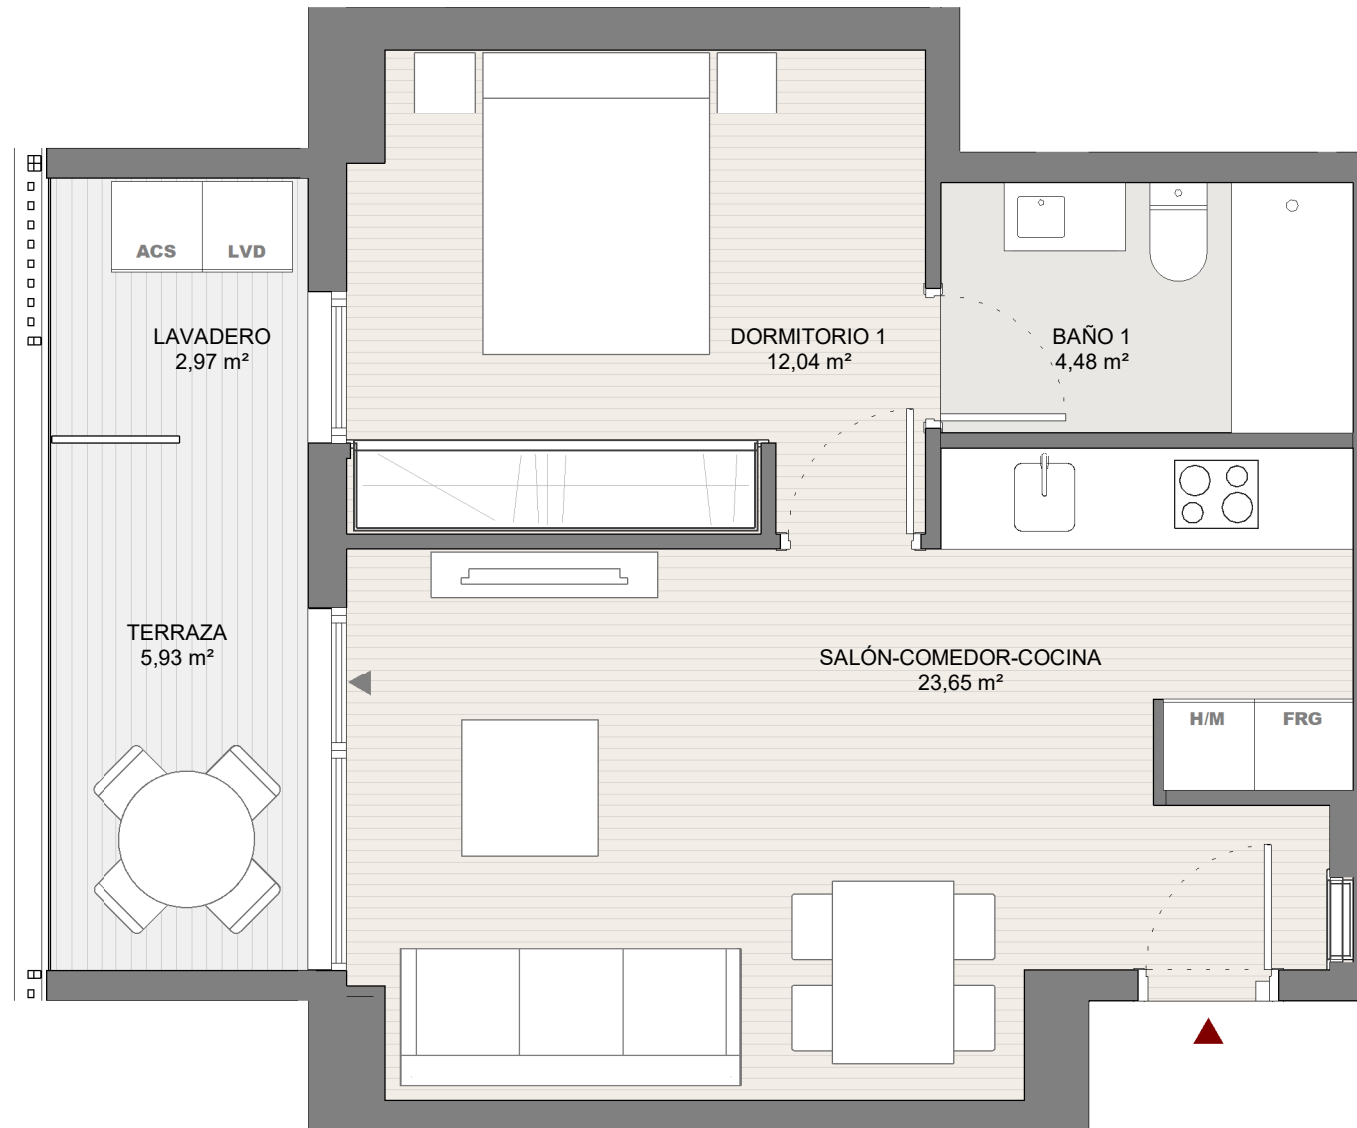 ACS
LVD
LAVADERO
2,97 m²
DORMITORIO 1
12,04 m²
BAÑO 1
4,48 m²
TERRAZA
5,93 m²
SALÓN-COMEDOR-COCINA
23,65 m²
H/M
FRG